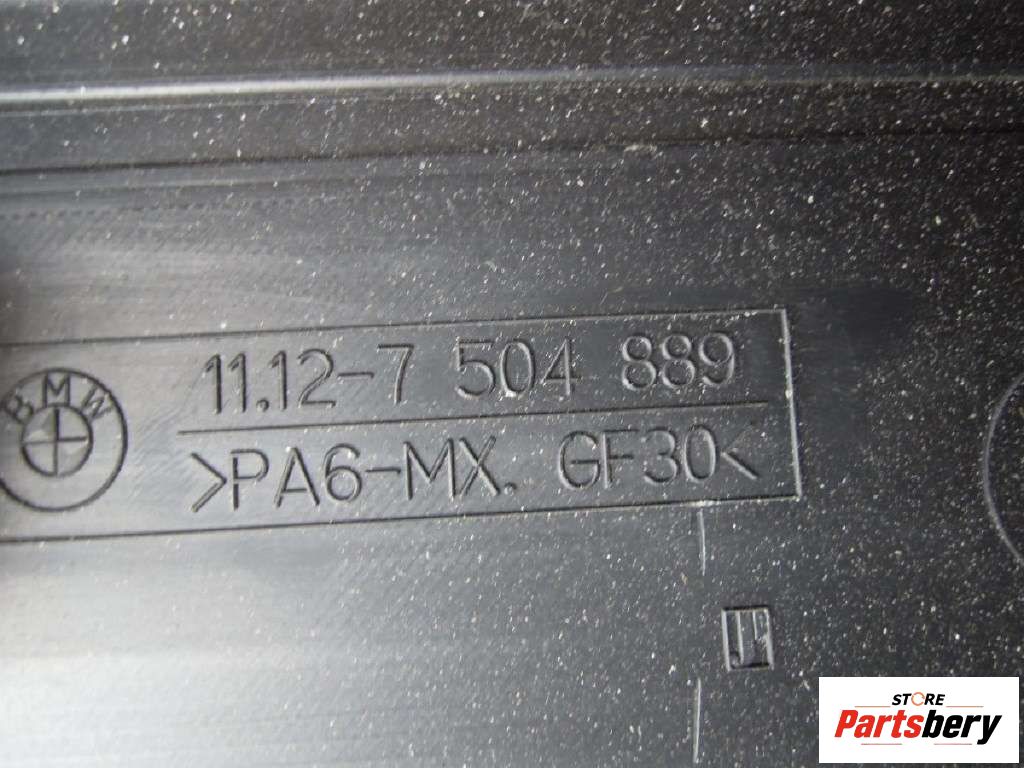 11.12-7 504 889
BMW
>PA6-MX. GF30<
STORE
Partsbery